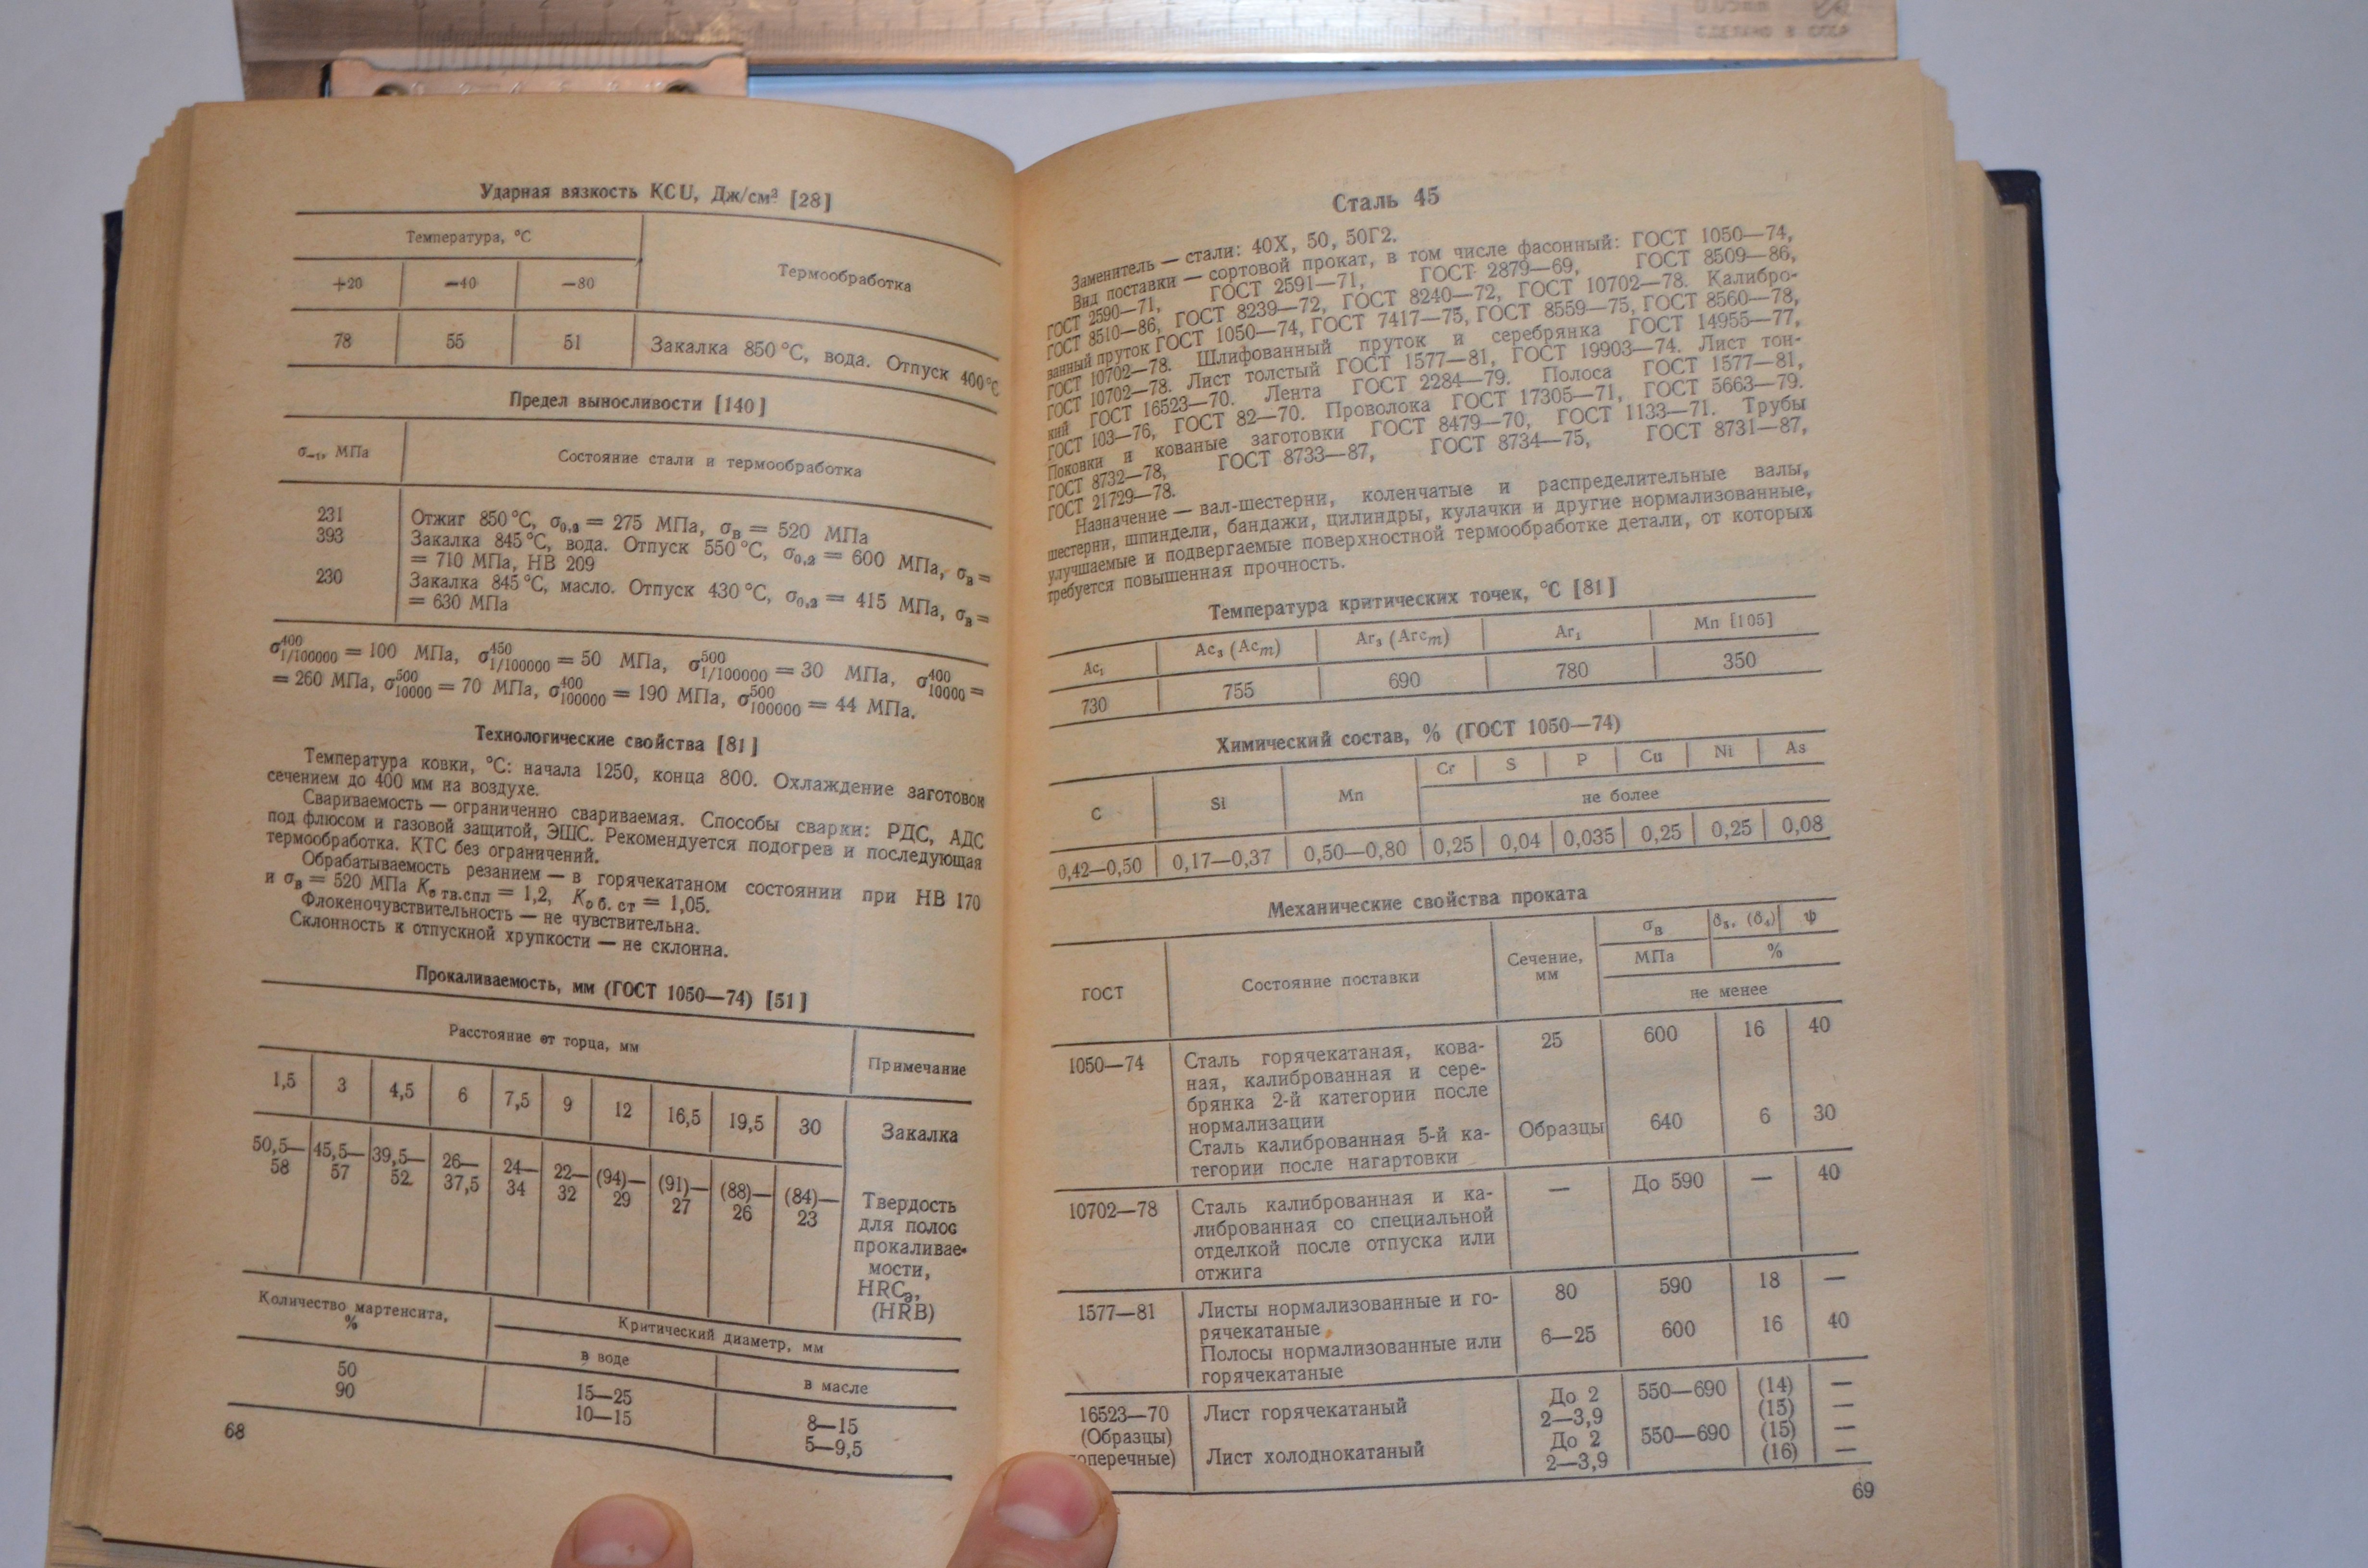 Ударная вязкость KCU, Дж/см² [28]
Температура, °С
Термообработка
+20 —40 —80
78 55 51 Закалка 850 °С, вода. Отпуск 400 °С
Предел выносливости [140]
σ₋₁, МПа Состояние стали и термообработка
231 Отжиг 850 °С, σ₀,₂ = 275 МПа, σв = 520 МПа
393 Закалка 845 °С, вода. Отпуск 550 °С, σ₀,₂ = 600 МПа, σв =
= 710 МПа, НВ 209
230 Закалка 845 °С, масло. Отпуск 430 °С, σ₀,₂ = 415 МПа, σв =
= 630 МПа
σ⁴⁰⁰1/100000 = 100 МПа, σ⁴⁵⁰1/100000 = 50 МПа, σ⁵⁰⁰1/100000 = 30 МПа, σ⁴⁰⁰10000 =
= 260 МПа, σ⁵⁰⁰10000 = 70 МПа, σ⁴⁰⁰100000 = 190 МПа, σ⁵⁰⁰100000 = 44 МПа.
Технологические свойства [81]
Температура ковки, °С: начала 1250, конца 800. Охлаждение заготовок
сечением до 400 мм на воздухе.
Свариваемость — ограниченно свариваемая. Способы сварки: РДС, АДС
под флюсом и газовой защитой, ЭШС. Рекомендуется подогрев и последующая
термообработка. КТС без ограничений.
Обрабатываемость резанием — в горячекатаном состоянии при НВ 170
и σв = 520 МПа Kᵥ тв.спл = 1,2, Kᵥ б. ст = 1,05.
Флокеночувствительность — не чувствительна.
Склонность к отпускной хрупкости — не склонна.
Прокаливаемость, мм (ГОСТ 1050—74) [51]
Расстояние от торца, мм
Примечание
1,5 3 4,5 6 7,5 9 12 16,5 19,5 30
Закалка
50,5— 45,5— 39,5— 26— 24— 22— (94)— (91)— (88)— (84)—
58 57 52 37,5 34 32 29 27 26 23
Твердость
для полос
прокаливае-
мости,
HRCэ,
(HRB)
Количество мартенсита,
%
Критический диаметр, мм
в воде в масле
50 15—25 8—15
90 10—15 5—9,5
68
Сталь 45
Заменитель — стали: 40Х, 50, 50Г2.
Вид поставки — сортовой прокат, в том числе фасонный: ГОСТ 1050—74,
ГОСТ 2590—71, ГОСТ 2591—71, ГОСТ 2879—69, ГОСТ 8509—86,
ГОСТ 8510—86, ГОСТ 8239—72, ГОСТ 8240—72, ГОСТ 10702—78. Калибро-
ванный пруток ГОСТ 1050—74, ГОСТ 7417—75, ГОСТ 8559—75, ГОСТ 8560—78,
ГОСТ 10702—78. Шлифованный пруток и серебрянка ГОСТ 14955—77,
ГОСТ 10702—78. Лист толстый ГОСТ 1577—81, ГОСТ 19903—74. Лист тон-
кий ГОСТ 16523—70. Лента ГОСТ 2284—79. Полоса ГОСТ 1577—81,
ГОСТ 103—76, ГОСТ 82—70. Проволока ГОСТ 17305—71, ГОСТ 5663—79.
Поковки и кованые заготовки ГОСТ 8479—70, ГОСТ 1133—71. Трубы
ГОСТ 8732—78, ГОСТ 8733—87, ГОСТ 8734—75, ГОСТ 8731—87,
ГОСТ 21729—78.
Назначение — вал-шестерни, коленчатые и распределительные валы,
шестерни, шпиндели, бандажи, цилиндры, кулачки и другие нормализованные,
улучшаемые и подвергаемые поверхностной термообработке детали, от которых
требуется повышенная прочность.
Температура критических точек, °С [81]
Ac₁ Ac₃ (Acm) Ar₃ (Arcm) Ar₁ Mn [105]
730 755 690 780 350
Химический состав, % (ГОСТ 1050—74)
C Si Mn Cr S P Cu Ni As
не более
0,42—0,50 0,17—0,37 0,50—0,80 0,25 0,04 0,035 0,25 0,25 0,08
Механические свойства проката
ГОСТ Состояние поставки Сечение, мм σв δ₅, (δ₄) ψ
МПа %
не менее
1050—74 Сталь горячекатаная, кова- 25 600 16 40
ная, калиброванная и сере-
брянка 2-й категории после
нормализации
Сталь калиброванная 5-й ка- Образцы 640 6 30
тегории после нагартовки
10702—78 Сталь калиброванная и ка- — До 590 — 40
либрованная со специальной
отделкой после отпуска или
отжига
1577—81 Листы нормализованные и го- 80 590 18 —
рячекатаные
Полосы нормализованные или 6—25 600 16 40
горячекатаные
16523—70 Лист горячекатаный До 2 550—690 (14) —
(Образцы) 2—3,9 (15) —
поперечные) Лист холоднокатаный До 2 550—690 (15) —
2—3,9 (16) —
69